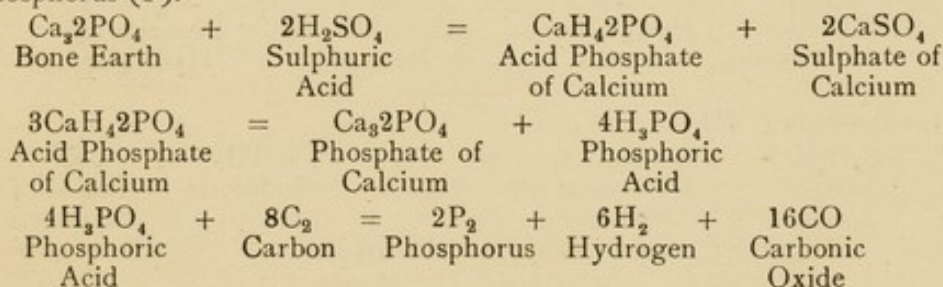 Ca₃2PO₄ + 2H₂SO₄ = CaH₄2PO₄ + 2CaSO₄
Bone Earth Sulphuric Acid Phosphate Sulphate of
Acid of Calcium Calcium
3CaH₄2PO₄ = Ca₃2PO₄ + 4H₃PO₄
Acid Phosphate Phosphate of Phosphoric
of Calcium Calcium Acid
4H₃PO₄ + 8C₂ = 2P₂ + 6H₂ + 16CO
Phosphoric Carbon Phosphorus Hydrogen Carbonic
Acid Oxide